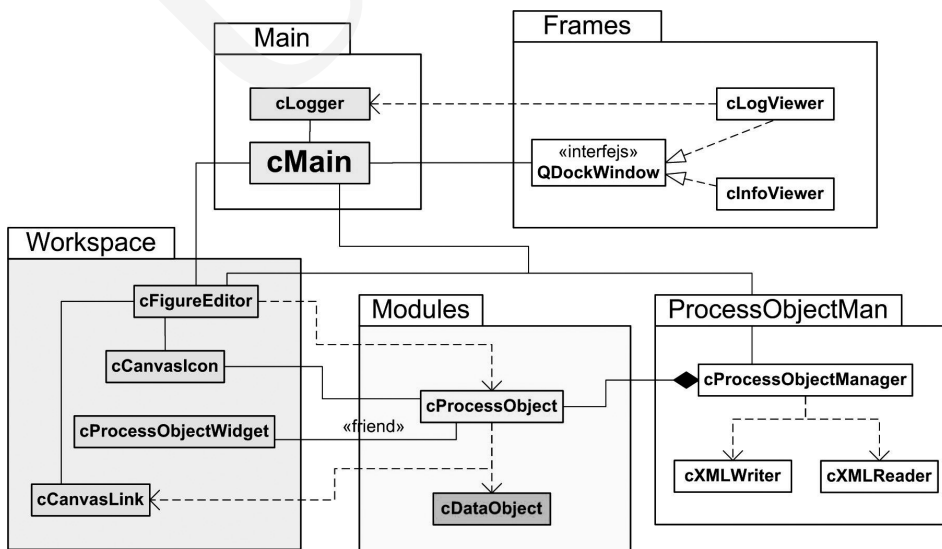 Main
Frames
cLogger
cLogViewer
cMain
«interfejs»
QDockWindow
cInfoViewer
Workspace
cFigureEditor
Modules
ProcessObjectMan
cCanvasIcon
cProcessObject
cProcessObjectManager
cProcessObjectWidget
«friend»
cXMLWriter
cXMLReader
cCanvasLink
cDataObject